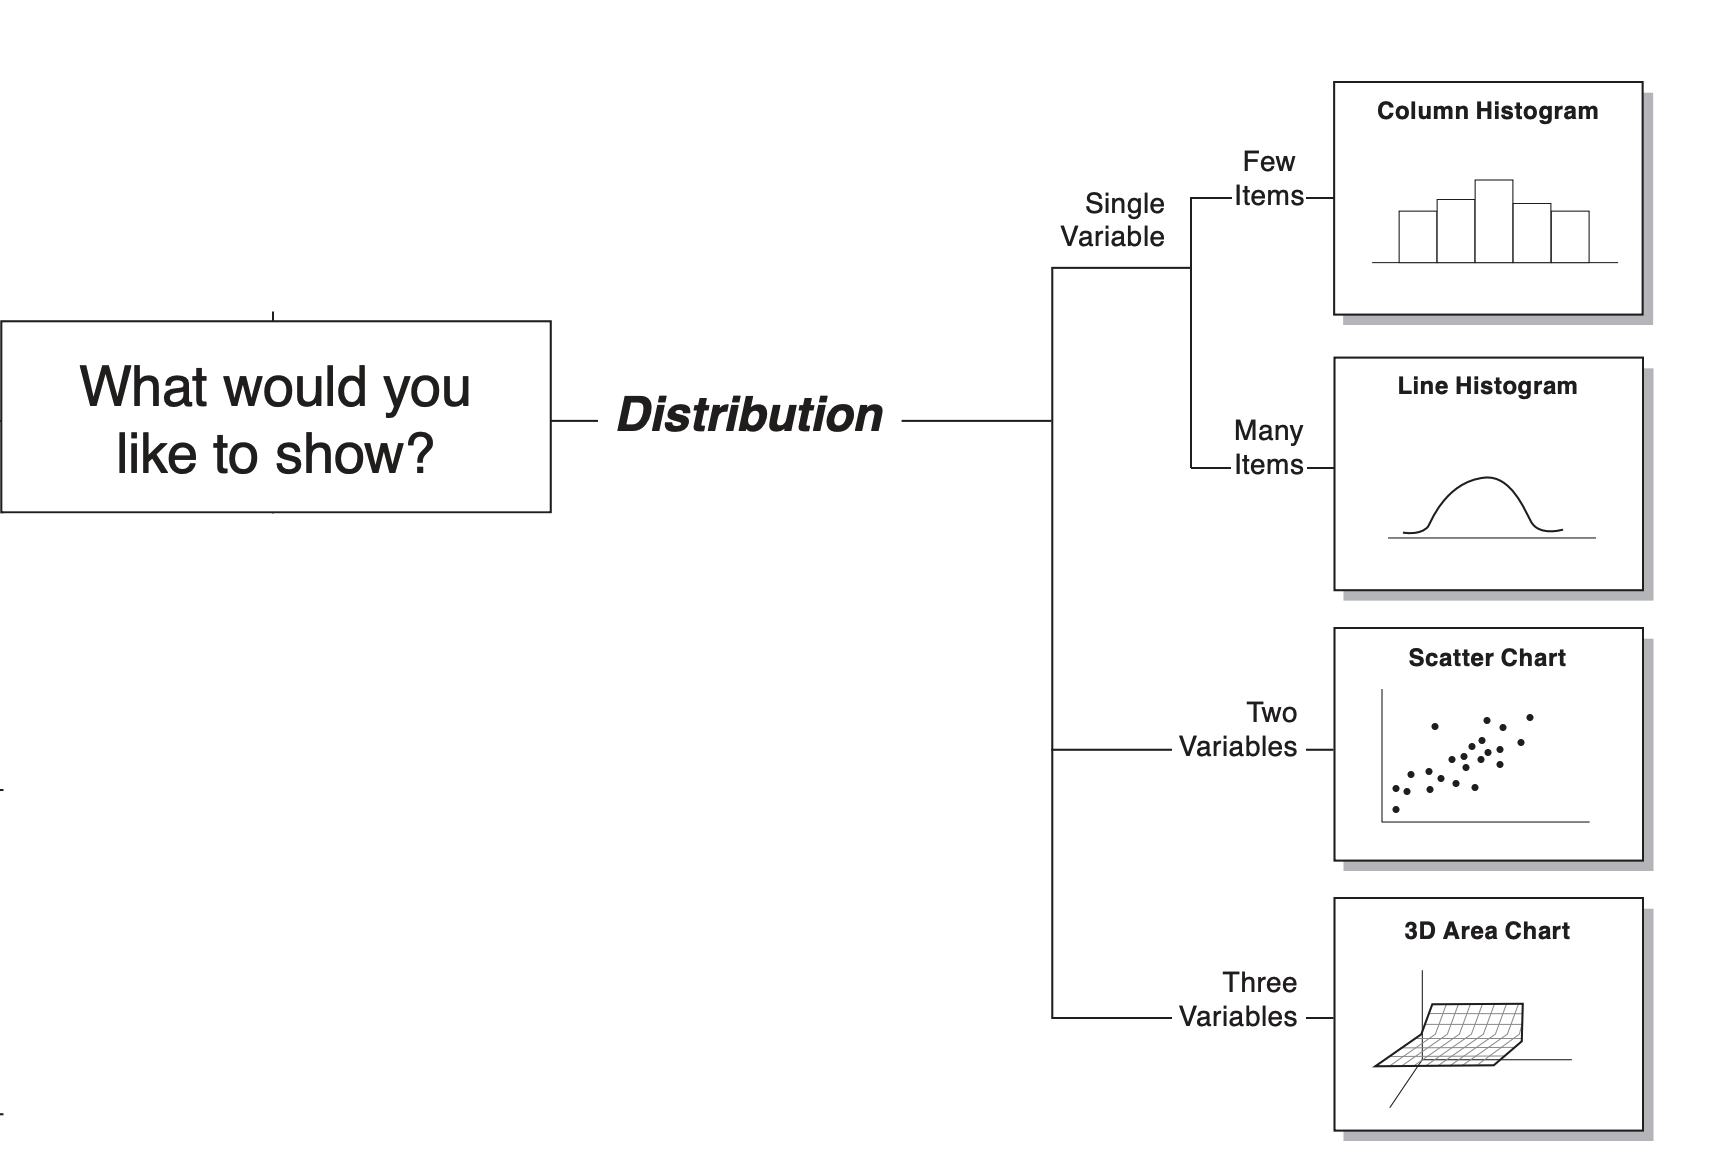 What would you
like to show?
Distribution
Single
Variable
Few
Items
Column Histogram
Many
Items
Line Histogram
Two
Variables
Scatter Chart
Three
Variables
3D Area Chart